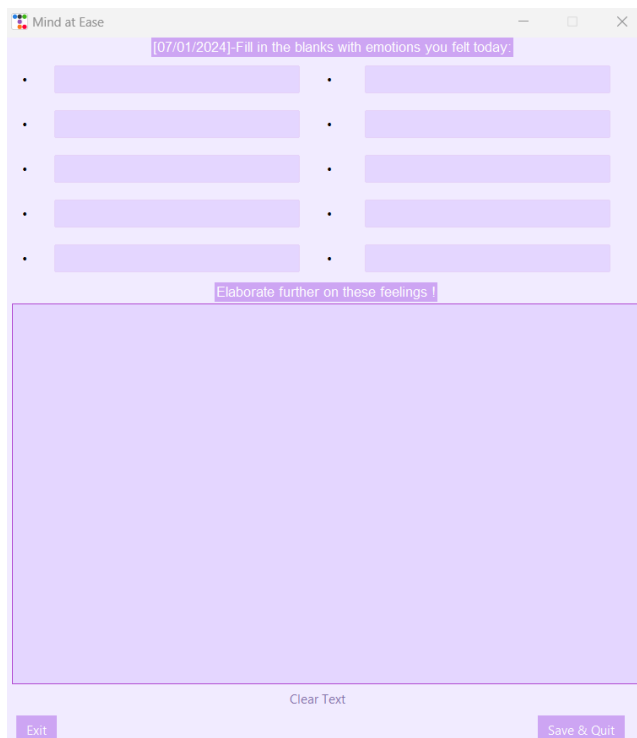 Mind at Ease
[07/01/2024]-Fill in the blanks with emotions you felt today:
Elaborate further on these feelings !
Clear Text
Exit
Save & Quit